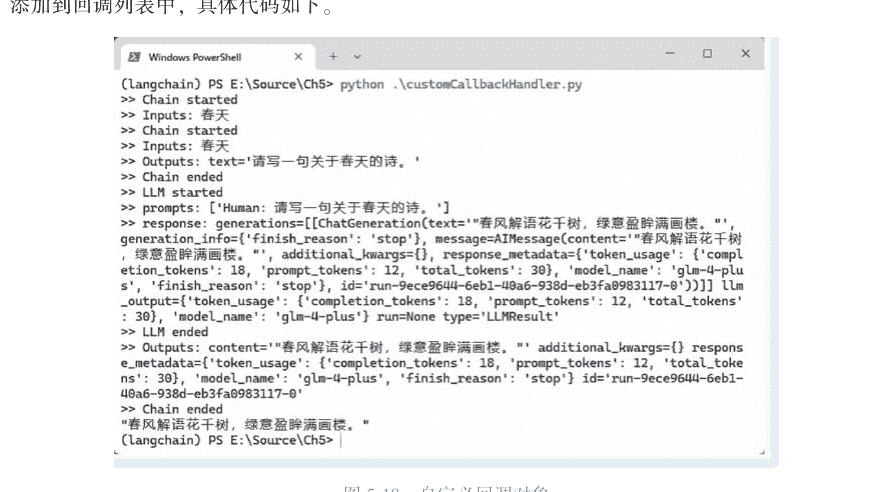 添加到回调列表中，具体代码如下。
Windows PowerShell
(langchain) PS E:\Source\Ch5> python .\customCallbackHandler.py
>> Chain started
>> Inputs: 春天
>> Chain started
>> Inputs: 春天
>> Outputs: text='请写一句关于春天的诗。'
>> Chain ended
>> LLM started
>> prompts: ['Human: 请写一句关于春天的诗。']
>> response: generations=[[ChatGeneration(text='"春风解语花千树，绿意盈眸满画楼。"',
generation_info={'finish_reason': 'stop'}, message=AIMessage(content='"春风解语花千树
，绿意盈眸满画楼。"', additional_kwargs={}, response_metadata={'token_usage': {'compl
etion_tokens': 18, 'prompt_tokens': 12, 'total_tokens': 30}, 'model_name': 'glm-4-plu
s', 'finish_reason': 'stop'}, id='run-9ece9644-6eb1-40a6-938d-eb3fa0983117-0'))]] llm
_output={'token_usage': {'completion_tokens': 18, 'prompt_tokens': 12, 'total_tokens'
: 30}, 'model_name': 'glm-4-plus'} run=None type='LLMResult'
>> LLM ended
>> Outputs: content='"春风解语花千树，绿意盈眸满画楼。"' additional_kwargs={} respons
e_metadata={'token_usage': {'completion_tokens': 18, 'prompt_tokens': 12, 'total_toke
ns': 30}, 'model_name': 'glm-4-plus', 'finish_reason': 'stop'} id='run-9ece9644-6eb1-
40a6-938d-eb3fa0983117-0'
>> Chain ended
"春风解语花千树，绿意盈眸满画楼。"
(langchain) PS E:\Source\Ch5>